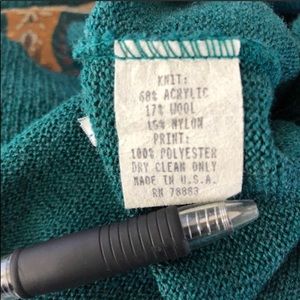 KNIT:
68% ACRYLIC
17% WOOL
15% NYLON
PRINT:
100% POLYESTER
DRY CLEAN ONLY
MADE IN U.S.A.
RN 78883